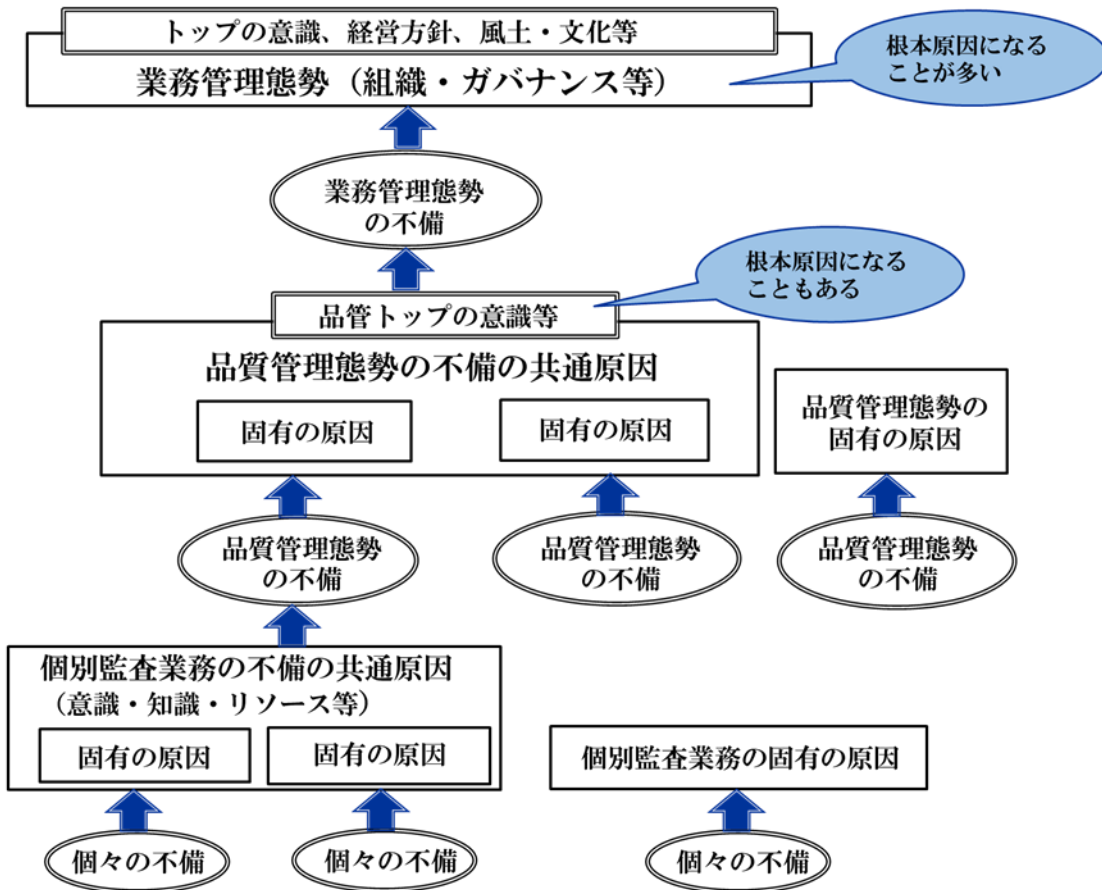 トップの意識、経営方針、風土・文化等
業務管理態勢（組織・ガバナンス等）
根本原因になる
ことが多い
業務管理態勢
の不備
根本原因になる
こともある
品管トップの意識等
品質管理態勢の不備の共通原因
固有の原因
固有の原因
品質管理態勢の
固有の原因
品質管理態勢
の不備
品質管理態勢
の不備
品質管理態勢
の不備
個別監査業務の不備の共通原因
（意識・知識・リソース等）
固有の原因
固有の原因
個別監査業務の固有の原因
個々の不備
個々の不備
個々の不備